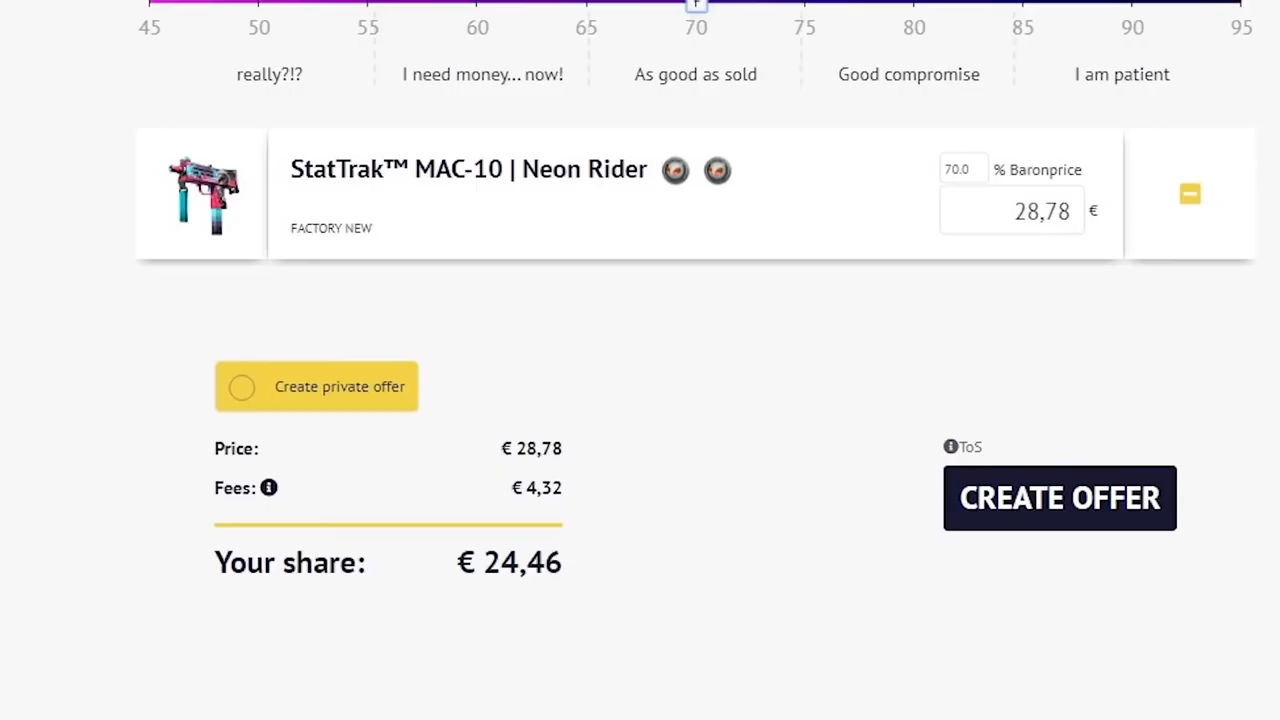 45 50 55 60 65 70 75 80 85 90 95
really?!? I need money... now! As good as sold Good compromise I am patient
StatTrak™ MAC-10 | Neon Rider
70.0 % Baronprice
28,78 €
FACTORY NEW
Create private offer
Price: € 28,78
Fees: € 4,32
Your share: € 24,46
ToS
CREATE OFFER